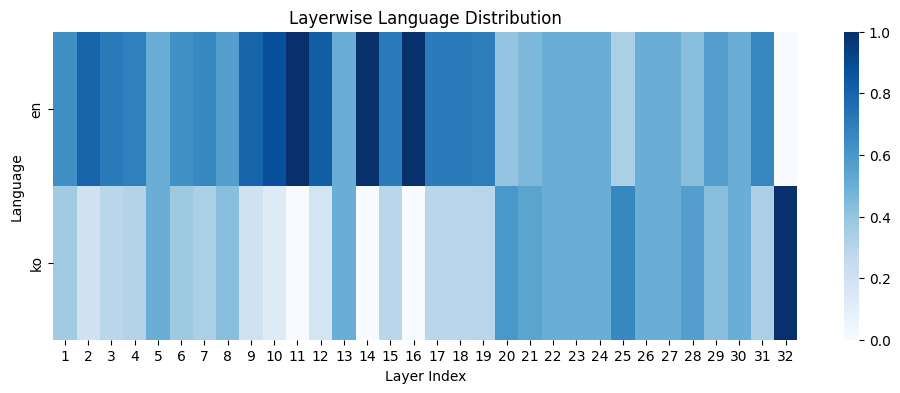 Layerwise Language Distribution
Language
en
ko
1 2 3 4 5 6 7 8 9 10 11 12 13 14 15 16 17 18 19 20 21 22 23 24 25 26 27 28 29 30 31 32
Layer Index
1.0
0.8
0.6
0.4
0.2
0.0